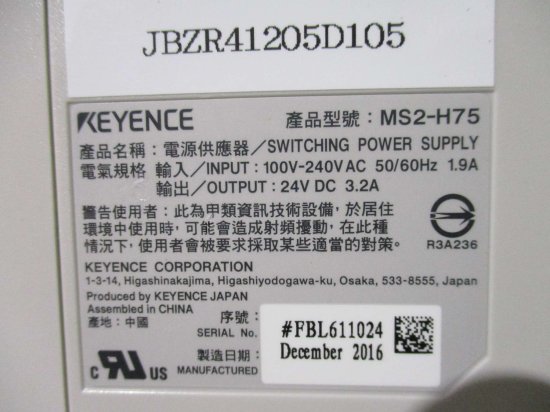 JBZR41205D105
KEYENCE 產品型號：MS2-H75
產品名稱：電源供應器／SWITCHING POWER SUPPLY
電氣規格 輸入／INPUT: 100V-240V AC 50/60Hz 1.9A
輸出／OUTPUT: 24V DC 3.2A
警告使用者：此為甲類資訊技術設備，於居住
環境中使用時，可能會造成射頻擾動，在此種
情況下，使用者會被要求採取某些適當的對策。
R3A236
KEYENCE CORPORATION
1-3-14, Higashinakajima, Higashiyodogawa-ku, Osaka, 533-8555, Japan
Produced by KEYENCE JAPAN
Assembled in CHINA
產地：中國
序號：
SERIAL No.
#FBL611024
製造日期：
MANUFACTURED
December 2016
c RU US